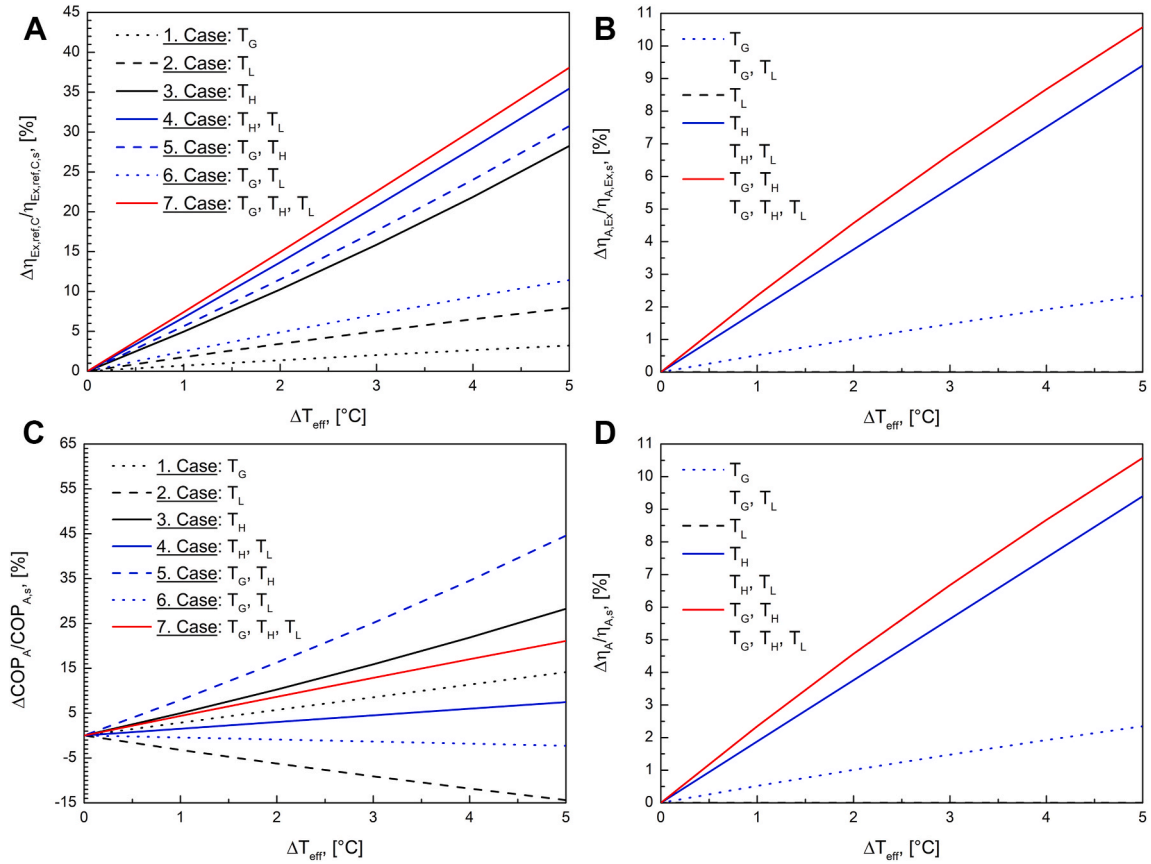 A
45
40
35
30
25
20
15
10
5
0
Δη_Ex,ref,C/η_Ex,ref,C,s, [%]
1. Case: T_G
2. Case: T_L
3. Case: T_H
4. Case: T_H, T_L
5. Case: T_G, T_H
6. Case: T_G, T_L
7. Case: T_G, T_H, T_L
0 1 2 3 4 5
ΔT_eff, [°C]
B
11
10
9
8
7
6
5
4
3
2
1
0
Δη_A,Ex/η_A,Ex,s, [%]
T_G
T_G, T_L
T_L
T_H
T_H, T_L
T_G, T_H
T_G, T_H, T_L
0 1 2 3 4 5
ΔT_eff, [°C]
C
65
55
45
35
25
15
5
-5
-15
ΔCOP_A/COP_A,s, [%]
1. Case: T_G
2. Case: T_L
3. Case: T_H
4. Case: T_H, T_L
5. Case: T_G, T_H
6. Case: T_G, T_L
7. Case: T_G, T_H, T_L
0 1 2 3 4 5
ΔT_eff, [°C]
D
11
10
9
8
7
6
5
4
3
2
1
0
Δη_A/η_A,s, [%]
T_G
T_G, T_L
T_L
T_H
T_H, T_L
T_G, T_H
T_G, T_H, T_L
0 1 2 3 4 5
ΔT_eff, [°C]